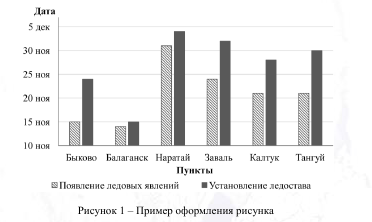 Дата
5 дек
30 ноя
25 ноя
20 ноя
15 ноя
10 ноя
Быково Балаганск Наратай Заваль Калтук Тангуй
Пункты
Появление ледовых явлений Установление ледостава
Рисунок 1 – Пример оформления рисунка